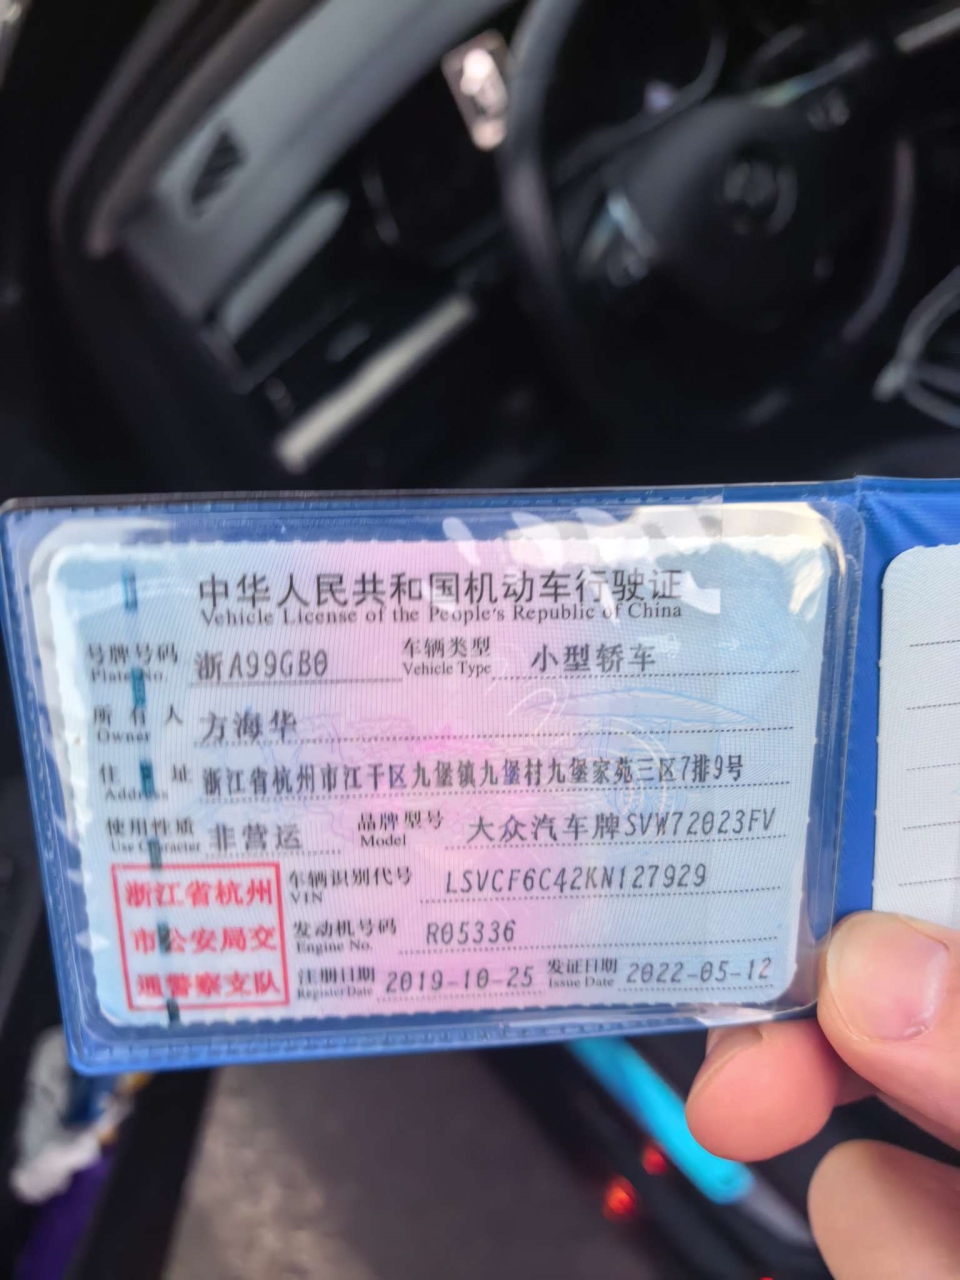 中华人民共和国机动车行驶证
Vehicle License of the People's Republic of China
号牌号码 浙A99GB0 车辆类型 小型轿车
Plate No. Vehicle Type
所有人 方海华
Owner
住址 浙江省杭州市江干区九堡镇九堡村九堡家苑三区7排9号
Address
使用性质 非营运 品牌型号 大众汽车牌SVW72023FV
Use Character Model
浙江省杭州 车辆识别代号 LSVCF6C42KN127929
VIN
市公安局交 发动机号码 R05336
Engine No.
通警察支队 注册日期 2019-10-25 发证日期 2022-05-12
Register Date Issue Date